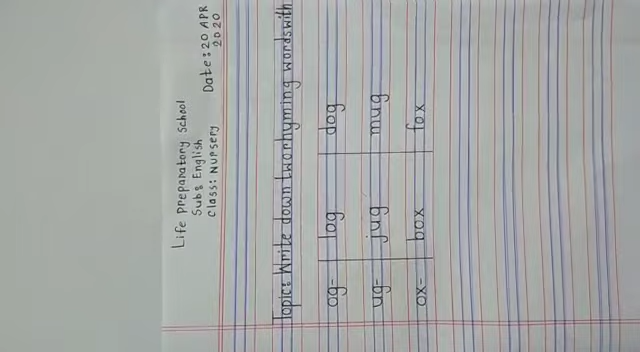 Life preparatory school
Sub: English
Class: Nursery Date: 20 APR 2020
Topic: Write down two rhyming words with
og- log dog
ug- jug mug
ox- box fox